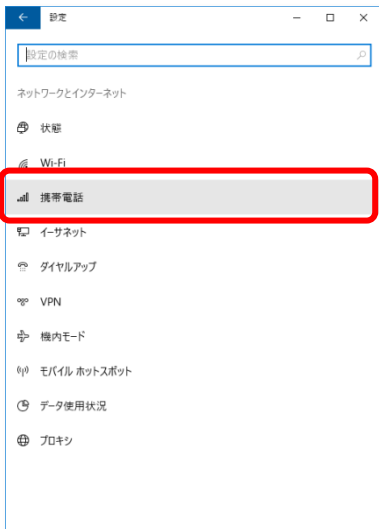 設定
設定の検索
ネットワークとインターネット
状態
Wi-Fi
携帯電話
イーサネット
ダイヤルアップ
VPN
機内モード
モバイル ホットスポット
データ使用状況
プロキシ